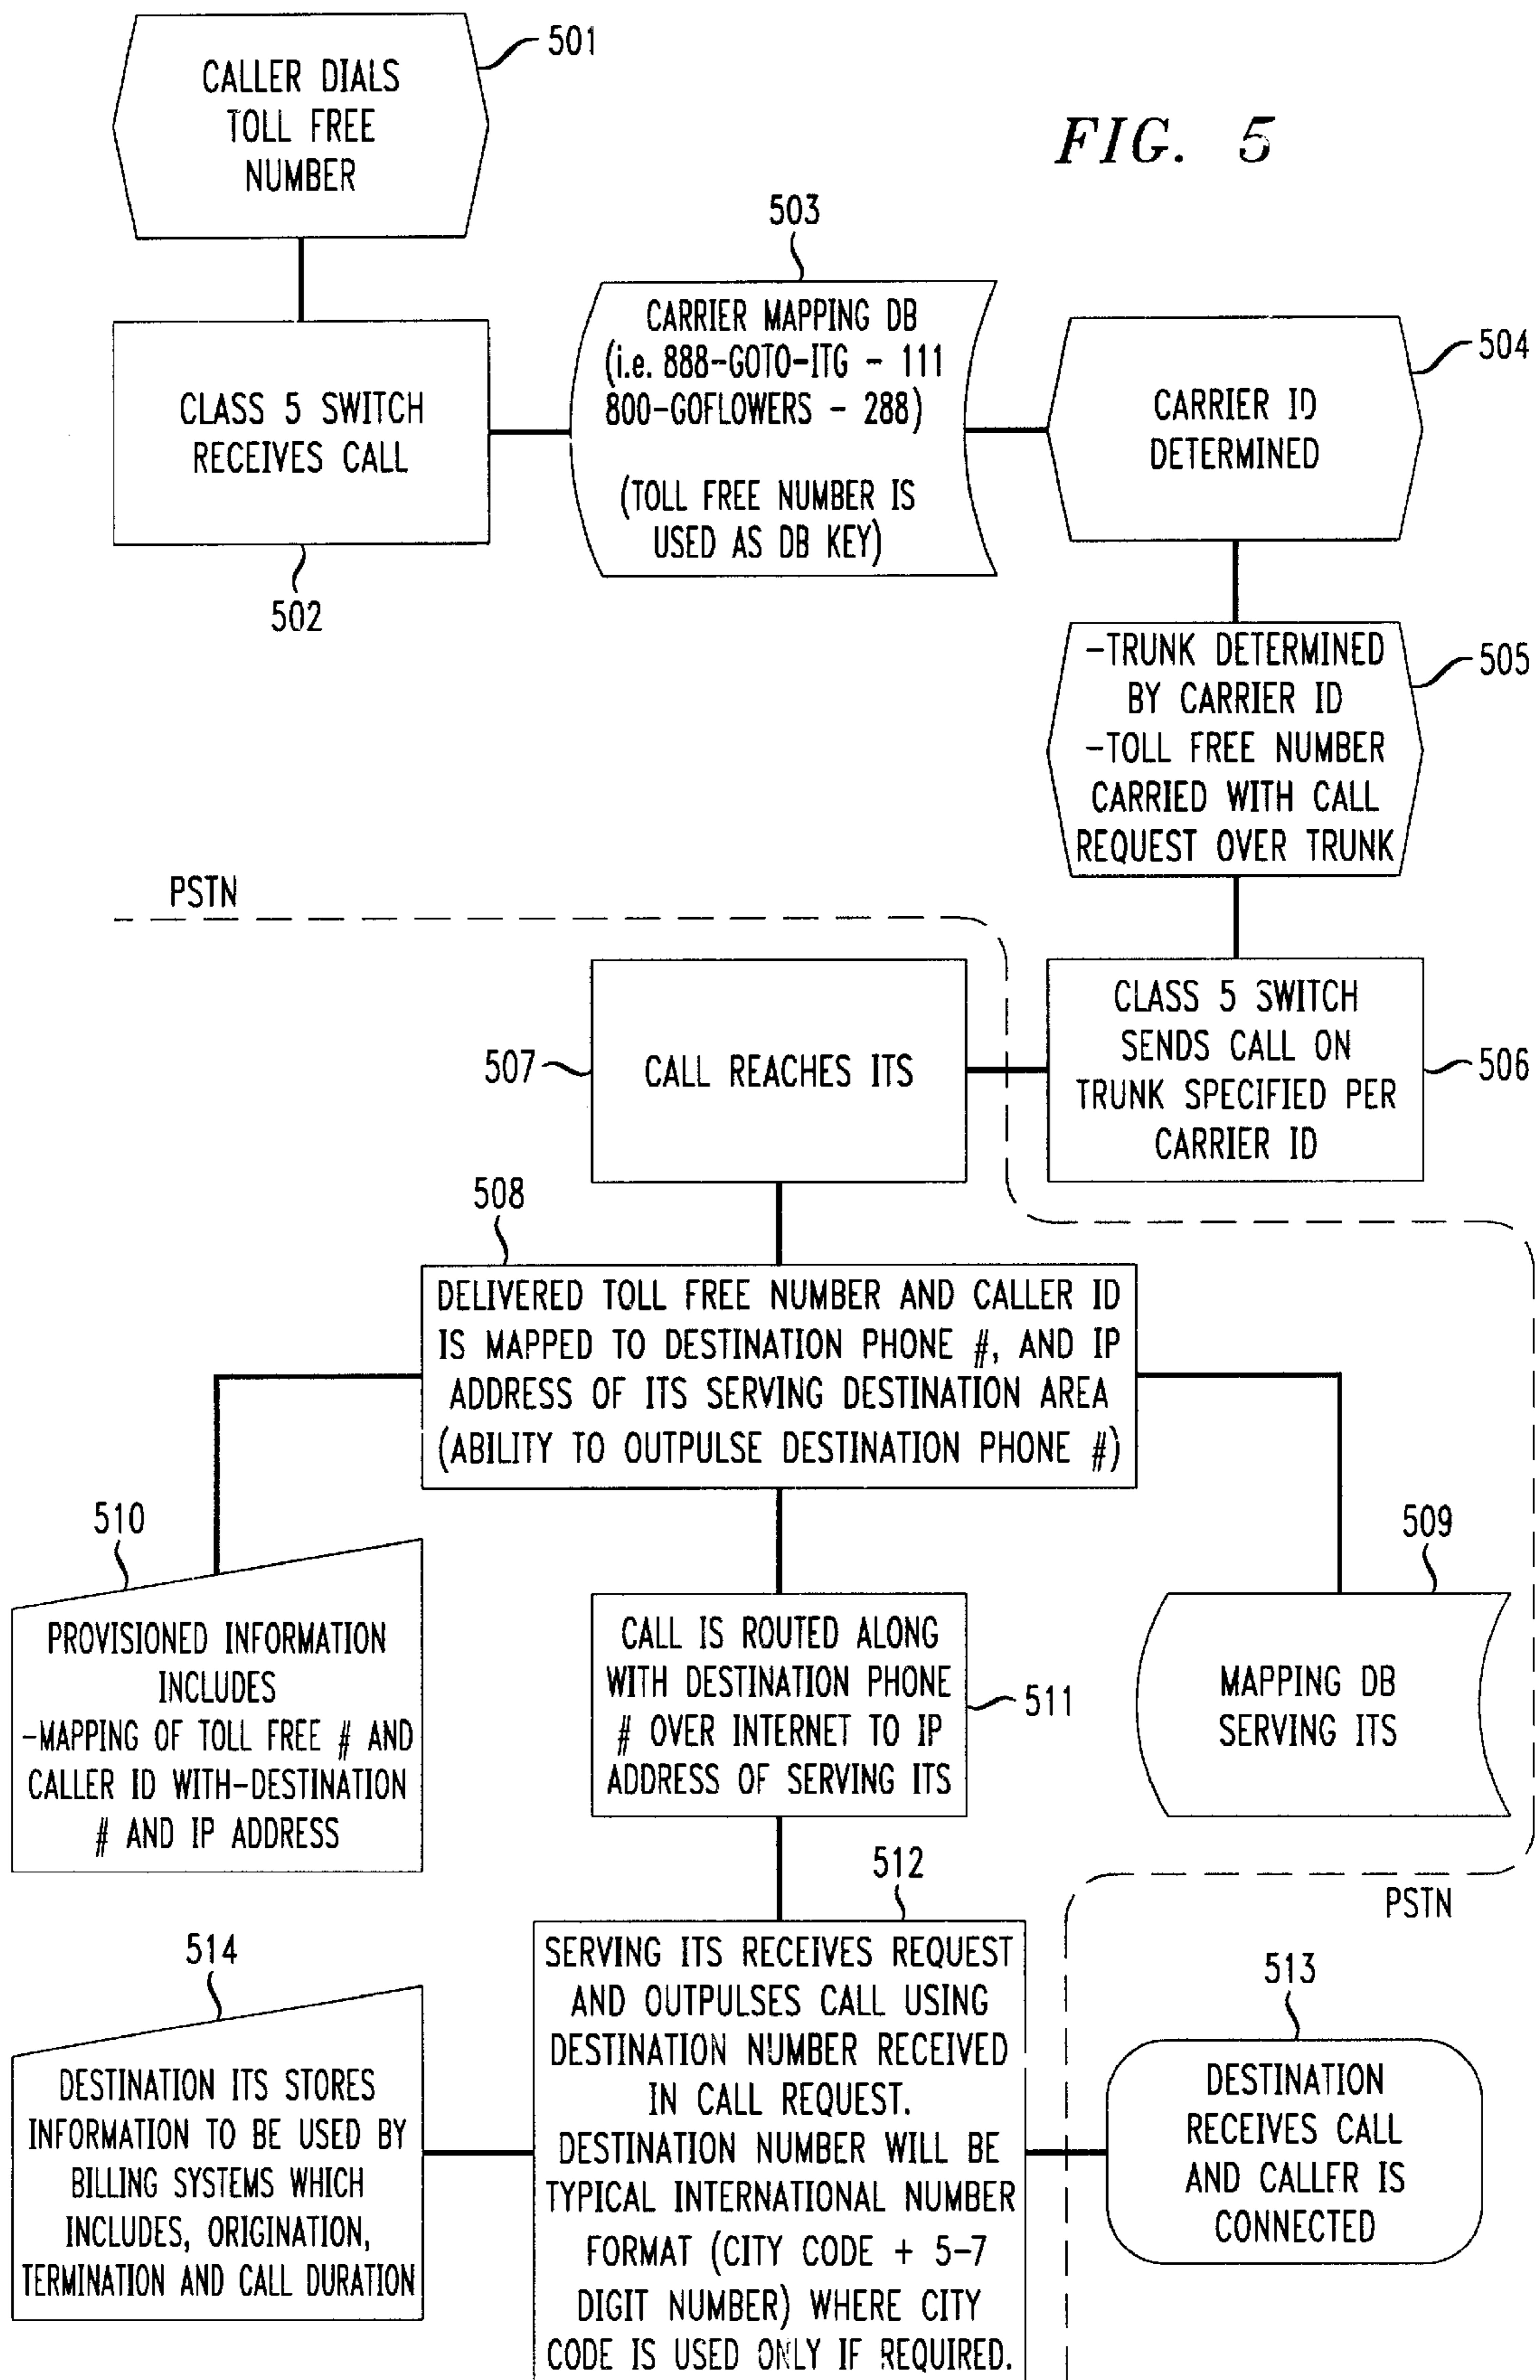 501
CALLER DIALS
TOLL FREE
NUMBER
FIG. 5
503
CARRIER MAPPING DB
(i.e. 888-GOTO-ITG - 111
800-GOFLOWERS - 288)
(TOLL FREE NUMBER IS
USED AS DB KEY)
504
CARRIER ID
DETERMINED
CLASS 5 SWITCH
RECEIVES CALL
502
-TRUNK DETERMINED
BY CARRIER ID
-TOLL FREE NUMBER
CARRIED WITH CALL
REQUEST OVER TRUNK
505
PSTN
507
CALL REACHES ITS
CLASS 5 SWITCH
SENDS CALL ON
TRUNK SPECIFIED PER
CARRIER ID
506
508
DELIVERED TOLL FREE NUMBER AND CALLER ID
IS MAPPED TO DESTINATION PHONE #, AND IP
ADDRESS OF ITS SERVING DESTINATION AREA
(ABILITY TO OUTPULSE DESTINATION PHONE #)
510
PROVISIONED INFORMATION
INCLUDES
-MAPPING OF TOLL FREE # AND
CALLER ID WITH-DESTINATION
# AND IP ADDRESS
CALL IS ROUTED ALONG
WITH DESTINATION PHONE
# OVER INTERNET TO IP
ADDRESS OF SERVING ITS
511
509
MAPPING DB
SERVING ITS
512
PSTN
514
DESTINATION ITS STORES
INFORMATION TO BE USED BY
BILLING SYSTEMS WHICH
INCLUDES, ORIGINATION,
TERMINATION AND CALL DURATION
SERVING ITS RECEIVES REQUEST
AND OUTPULSES CALL USING
DESTINATION NUMBER RECEIVED
IN CALL REQUEST.
DESTINATION NUMBER WILL BE
TYPICAL INTERNATIONAL NUMBER
FORMAT (CITY CODE + 5-7
DIGIT NUMBER) WHERE CITY
CODE IS USED ONLY IF REQUIRED.
513
DESTINATION
RECEIVES CALL
AND CALLER IS
CONNECTED